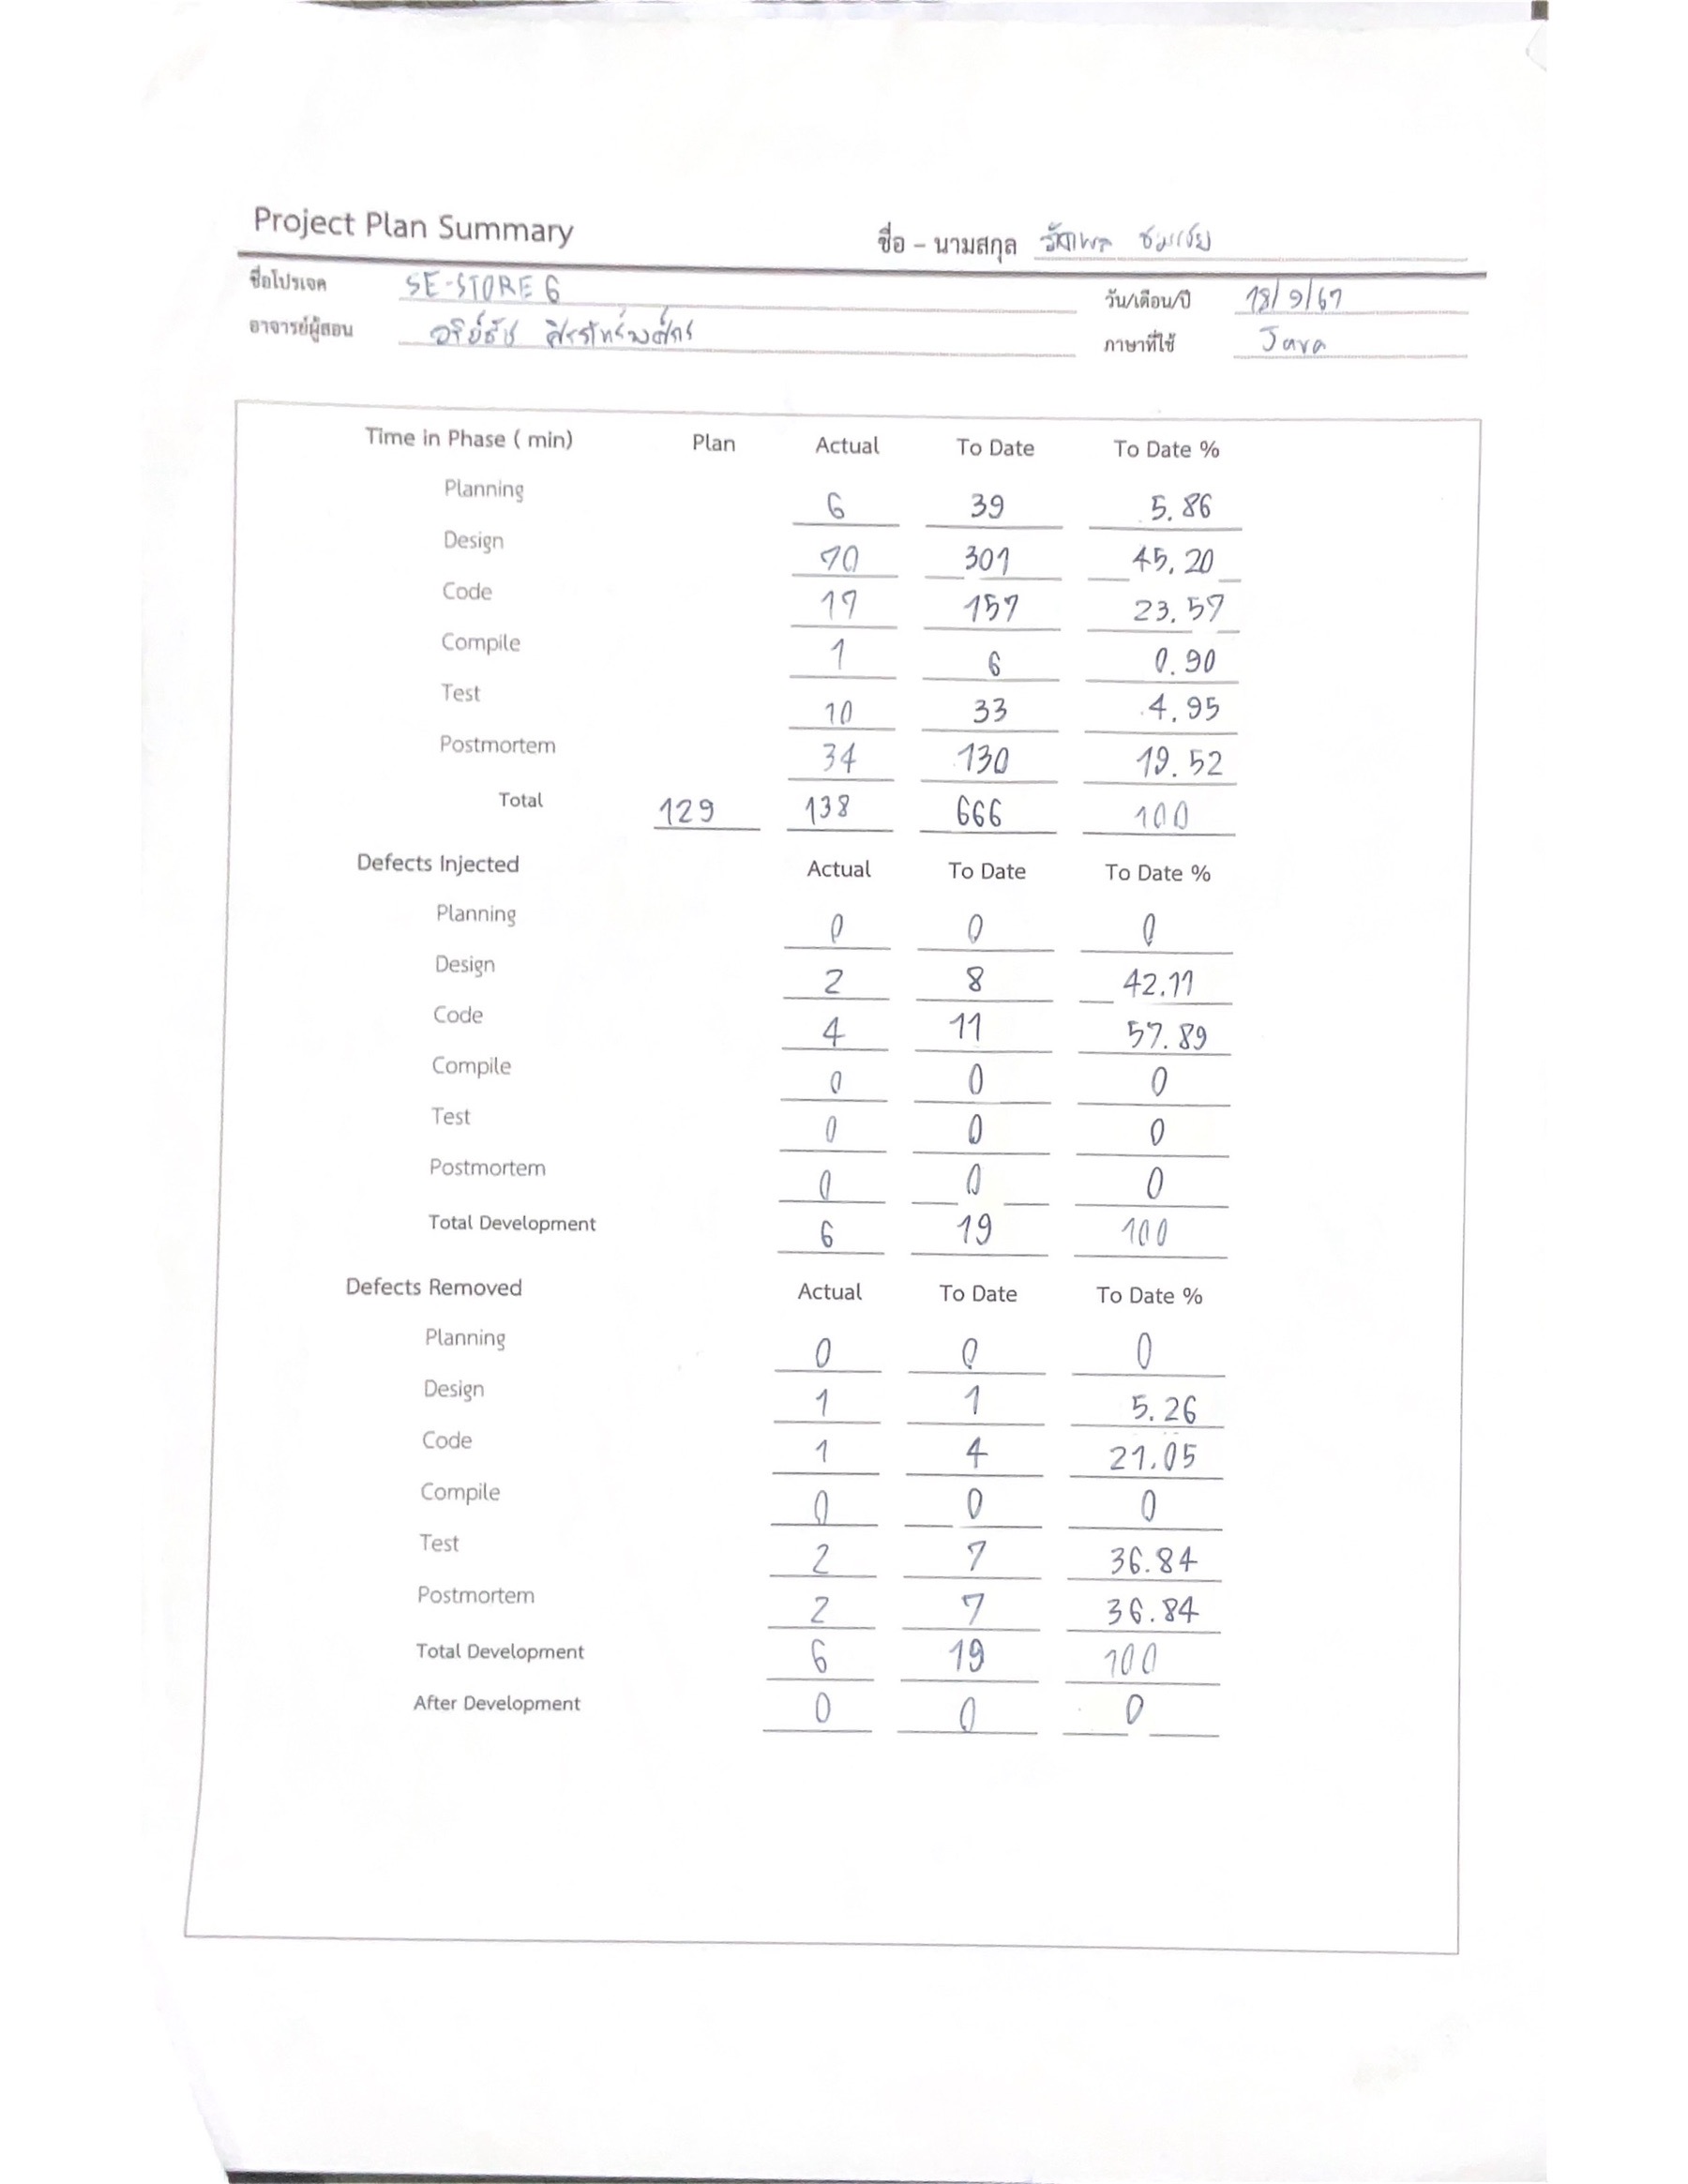 Project Plan Summary ชื่อ – นามสกุล
ชื่อโปรเจค SE-STORE 6 วัน/เดือน/ปี 18/9/67
อาจารย์ผู้สอน ภาษาที่ใช้ Java
Time in Phase ( min) Plan Actual To Date To Date %
Planning 6 39 5.86
Design 70 301 45.20
Code 17 157 23.57
Compile 1 6 0.90
Test 10 33 4.95
Postmortem 34 130 19.52
Total 129 138 666 100
Defects Injected Actual To Date To Date %
Planning 0 0 0
Design 2 8 42.11
Code 4 11 57.89
Compile 0 0 0
Test 0 0 0
Postmortem 0 0 0
Total Development 6 19 100
Defects Removed Actual To Date To Date %
Planning 0 0 0
Design 1 1 5.26
Code 1 4 21.05
Compile 0 0 0
Test 2 7 36.84
Postmortem 2 7 36.84
Total Development 6 19 100
After Development 0 0 0